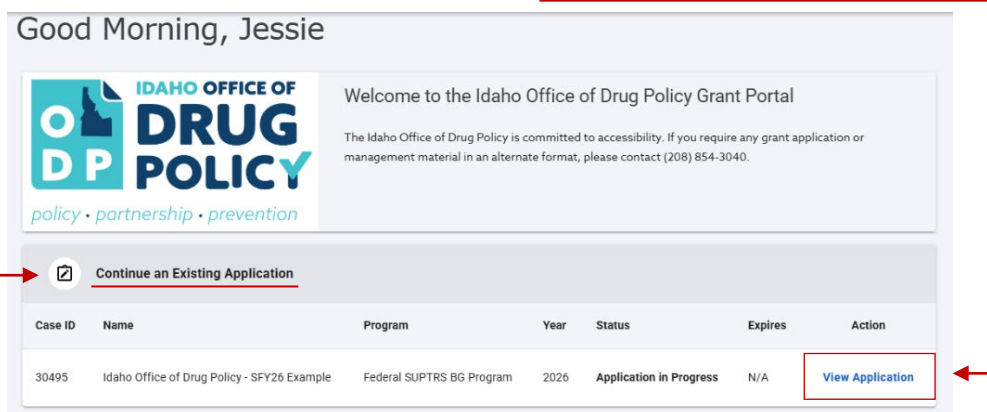 Good Morning, Jessie
IDAHO OFFICE OF
DRUG
POLICY
O
D P
policy • partnership • prevention
Welcome to the Idaho Office of Drug Policy Grant Portal
The Idaho Office of Drug Policy is committed to accessibility. If you require any grant application or
management material in an alternate format, please contact (208) 854-3040.
Continue an Existing Application
Case ID Name Program Year Status Expires Action
30495 Idaho Office of Drug Policy - SFY26 Example Federal SUPTRS BG Program 2026 Application in Progress N/A View Application